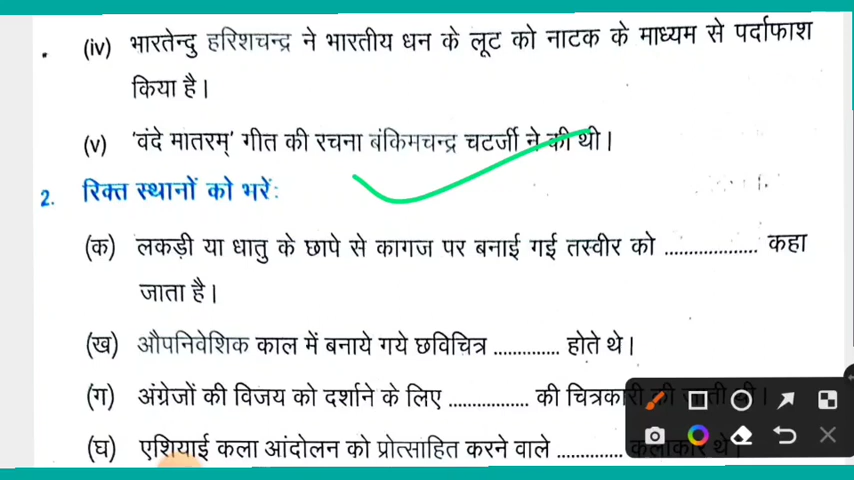 (iv) भारतेन्दु हरिशचन्द्र ने भारतीय धन के लूट को नाटक के माध्यम से पर्दाफाश
किया है।
(v) 'वंदे मातरम्' गीत की रचना बंकिमचन्द्र चटर्जी ने की थी।
2. रिक्त स्थानों को भरें:
(क) लकड़ी या धातु के छापे से कागज पर बनाई गई तस्वीर को .................. कहा
जाता है।
(ख) औपनिवेशिक काल में बनाये गये छविचित्र ............. होते थे।
(ग) अंग्रेजों की विजय को दर्शाने के लिए ............... की चित्रकारी की जाती थी।
(घ) एशियाई कला आंदोलन को प्रोत्साहित करने वाले ............. कलाकार थे।